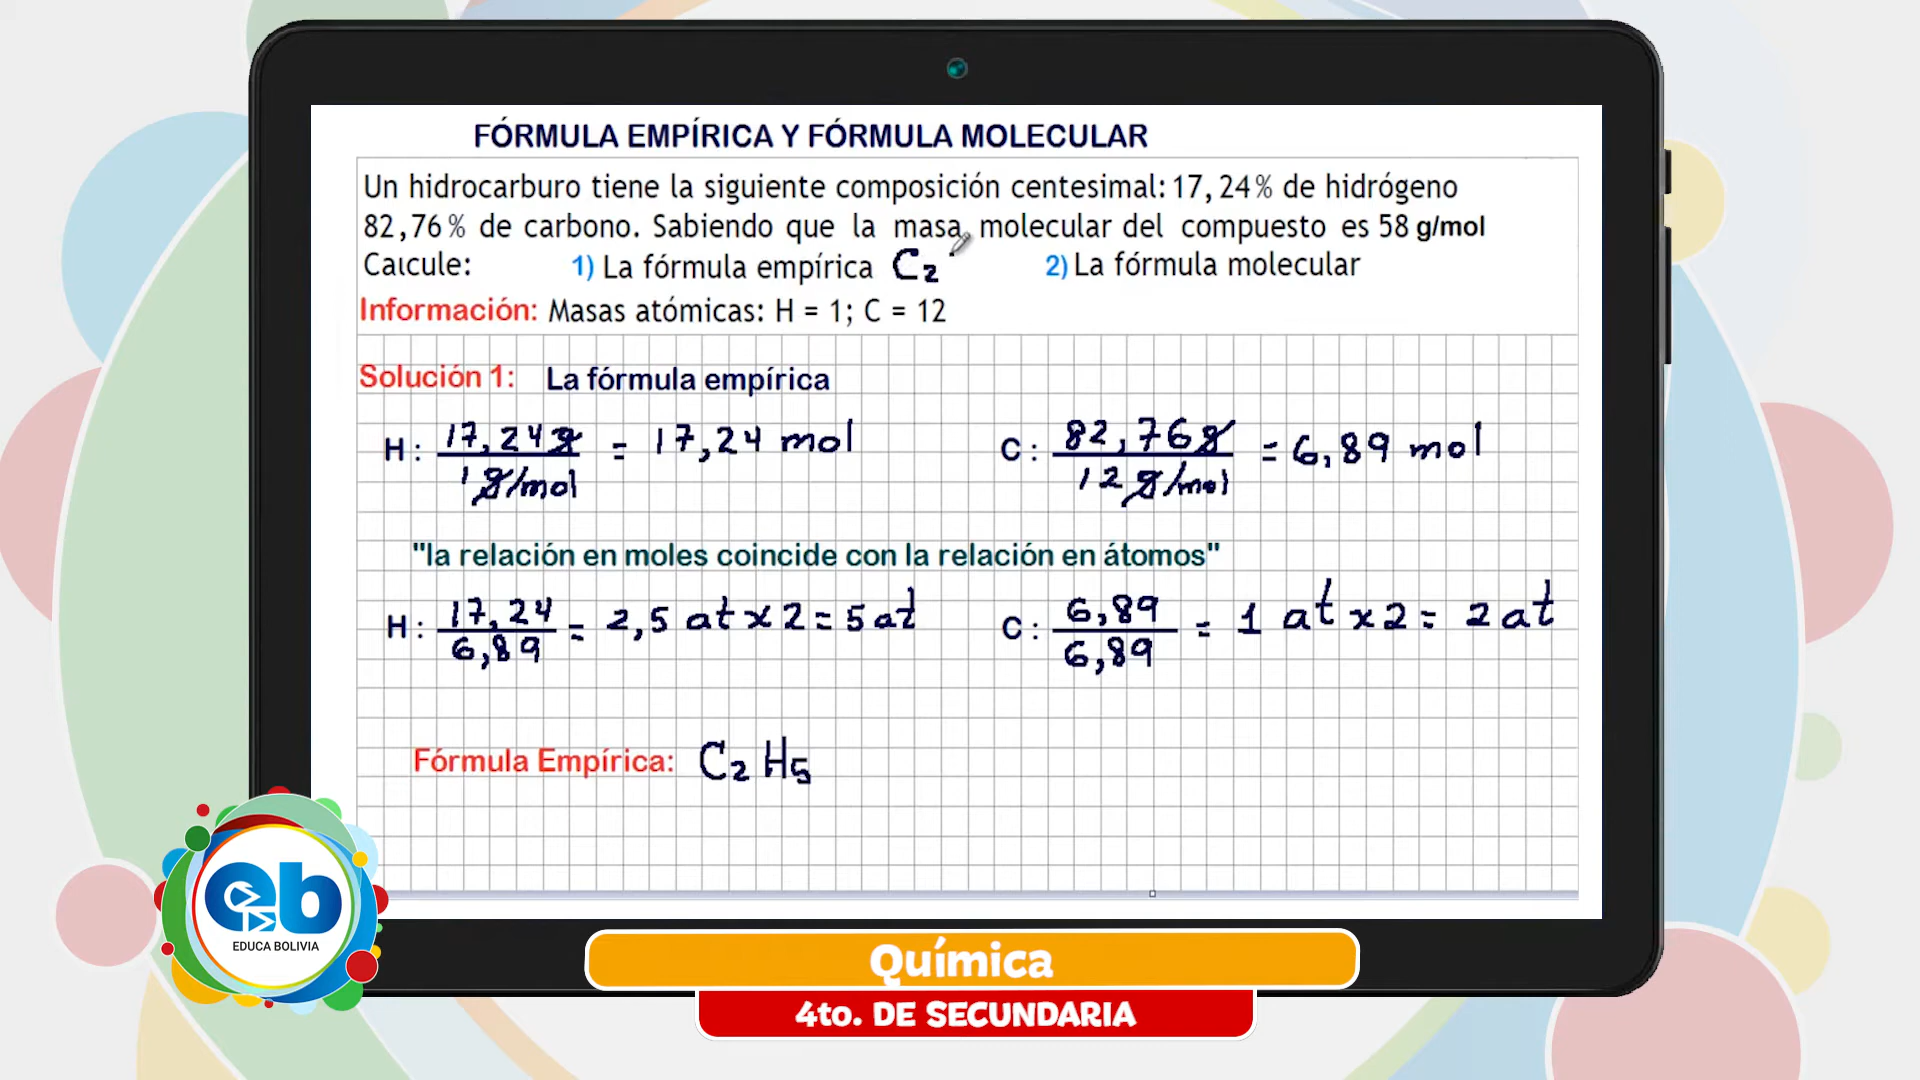 FÓRMULA EMPÍRICA Y FÓRMULA MOLECULAR
Un hidrocarburo tiene la siguiente composición centesimal: 17,24% de hidrógeno
82,76% de carbono. Sabiendo que la masa molecular del compuesto es 58 g/mol
Calcule: 1) La fórmula empírica C2 2) La fórmula molecular
Información: Masas atómicas: H = 1; C = 12
Solución 1: La fórmula empírica
H: 17,24g / 1g/mol = 17,24 mol C: 82,76g / 12g/mol = 6,89 mol
"la relación en moles coincide con la relación en átomos"
H: 17,24 / 6,89 = 2,5 at x 2 = 5 at C: 6,89 / 6,89 = 1 at x 2 = 2 at
Fórmula Empírica: C2 H5
eb
EDUCA BOLIVIA
Química
4to. DE SECUNDARIA